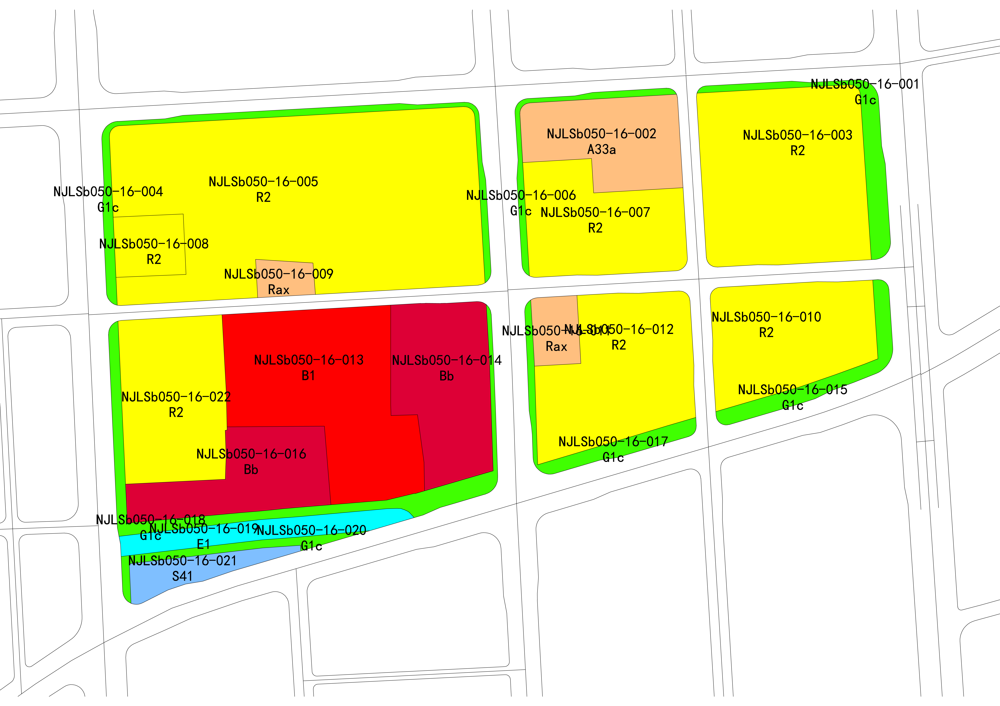 NJLSb050-16-001
G1c
NJLSb050-16-002
A33a
NJLSb050-16-003
R2
NJLSb050-16-004
G1c
NJLSb050-16-005
R2
NJLSb050-16-006
G1c
NJLSb050-16-007
R2
NJLSb050-16-008
R2
NJLSb050-16-009
Rax
NJLSb050-16-010
R2
NJLSb050-16-011
Rax
NJLSb050-16-012
R2
NJLSb050-16-013
B1
NJLSb050-16-014
Bb
NJLSb050-16-015
G1c
NJLSb050-16-022
R2
NJLSb050-16-016
Bb
NJLSb050-16-017
G1c
NJLSb050-16-018
G1c
NJLSb050-16-019
E1
NJLSb050-16-020
G1c
NJLSb050-16-021
S41